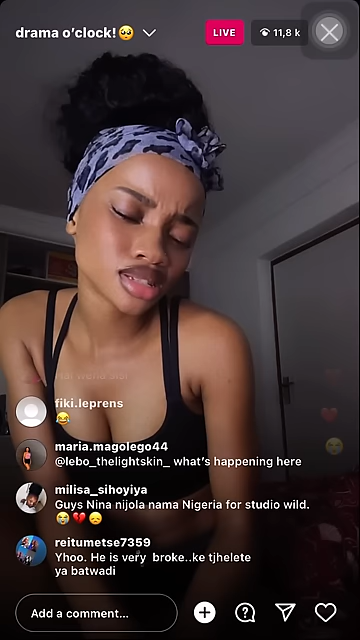 drama o'clock!🥺
LIVE
11,8 k
fiki.leprens
😂
maria.magolego44
@lebo_thelightskin_ what's happening here
milisa_sihoyiya
Guys Nina nijola nama Nigeria for studio wild.
😭💔😞
reitumetse7359
Yhoo. He is very broke..ke tjhelete
ya batwadi
Add a comment...